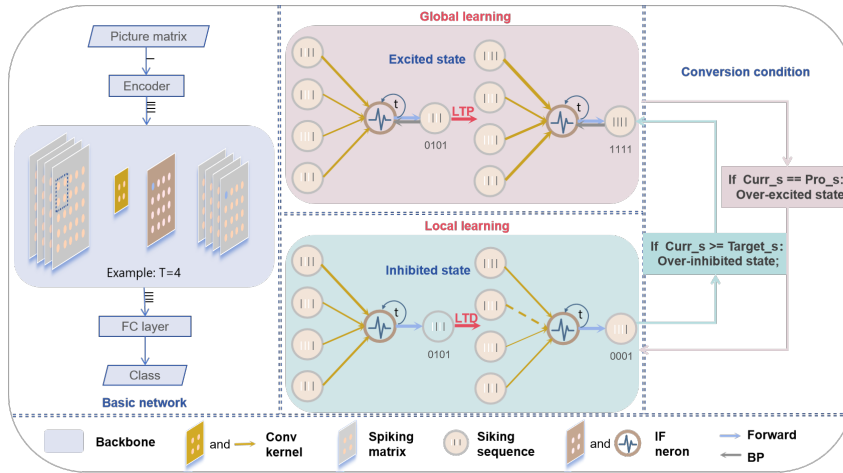 Picture matrix
Encoder
Example: T=4
FC layer
Class
Basic network
Global learning
Excited state
t
LTP
t
0101
1111
Local learning
Inhibited state
t
LTD
t
0101
0001
Conversion condition
If Curr_s == Pro_s:
Over-excited state
If Curr_s >= Target_s:
Over-inhibited state;
Backbone
and
Conv
kernel
Spiking
matrix
Siking
sequence
and
IF
neron
Forward
BP